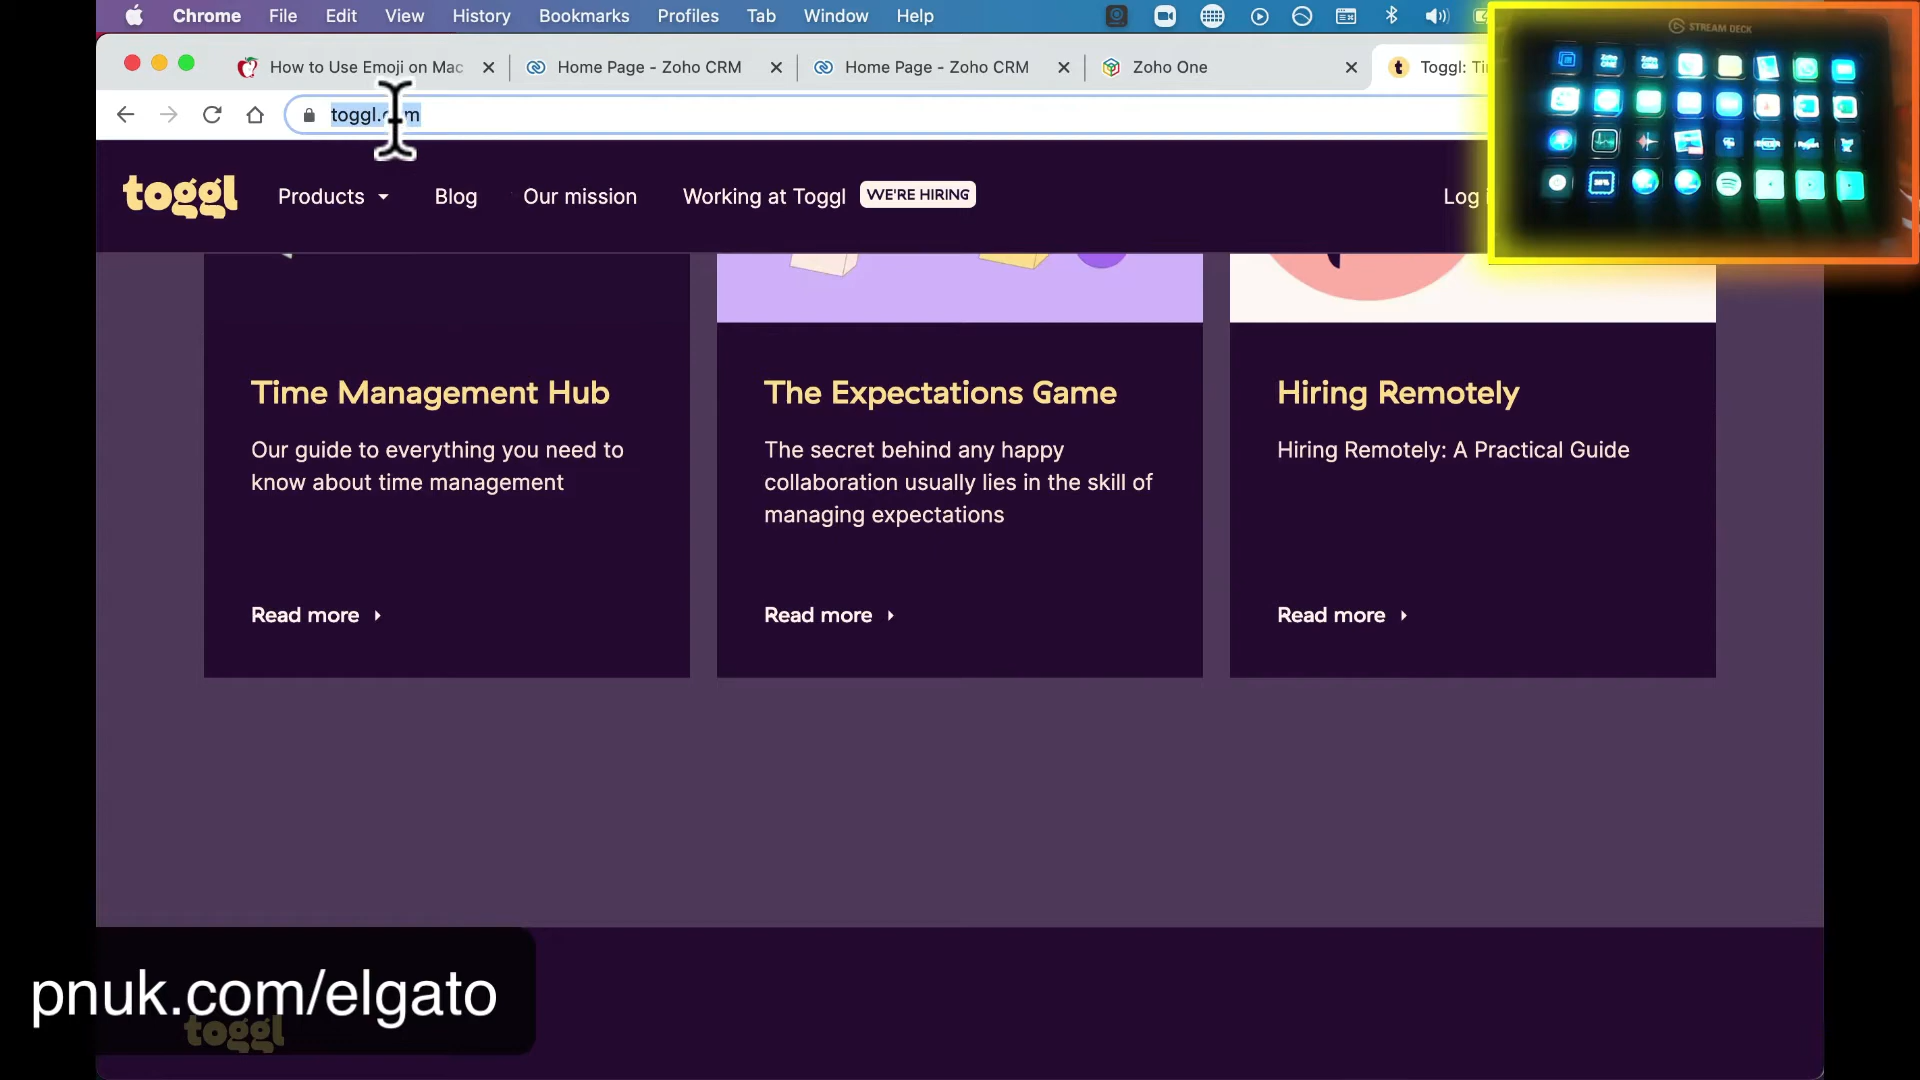 Chrome File Edit View History Bookmarks Profiles Tab Window Help
STREAM DECK
How to Use Emoji on Mac
Home Page - Zoho CRM
Home Page - Zoho CRM
Zoho One
Toggl:
toggl.com
toggl
Products
Blog
Our mission
Working at Toggl
WE'RE HIRING
Log
Time Management Hub
Our guide to everything you need to
know about time management
Read more
The Expectations Game
The secret behind any happy
collaboration usually lies in the skill of
managing expectations
Read more
Hiring Remotely
Hiring Remotely: A Practical Guide
Read more
pnuk.com/elgato
toggl